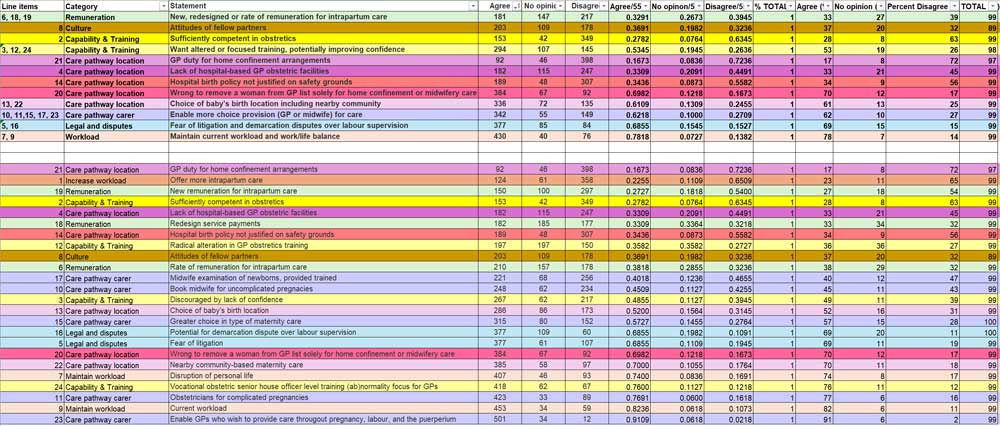 Line items Category Statement Agree No opinon Disagre Agree/55 No opinon/5 Disagree/5 % TOTAL Agree ( No opinion ( Percent Disagree TOTAL
6, 18, 19 Remuneration New, redesigned or rate of remuneration for intrapartum care 181 147 217 0.3291 0.2673 0.3945 1 33 27 39 99
8 Culture Attitudes of fellow partners 203 109 178 0.3691 0.1982 0.3236 1 37 20 32 89
2 Capability & Training Sufficiently competent in obstetrics 153 42 349 0.2782 0.0764 0.6345 1 28 8 63 99
3, 12, 24 Capability & Training Want altered or focused training, potentially improving confidence 294 107 145 0.5345 0.1945 0.2636 1 53 19 26 98
21 Care pathway location GP duty for home confinement arrangements 92 46 398 0.1673 0.0836 0.7236 1 17 8 72 97
4 Care pathway location Lack of hospital-based GP obstetric facilities 182 115 247 0.3309 0.2091 0.4491 1 33 21 45 99
14 Care pathway location Hospital birth policy not justified on safety grounds 189 48 307 0.3436 0.0873 0.5582 1 34 9 56 99
20 Care pathway location Wrong to remove a woman from GP list solely for home confinement or midwifery care 384 67 92 0.6982 0.1218 0.1673 1 70 12 17 99
13, 22 Care pathway location Choice of baby's birth location including nearby community 336 72 135 0.6109 0.1309 0.2455 1 61 13 25 99
10, 11,15, 17, 23 Care pathway carer Enable more choice provision (GP or midwife) for care 342 55 149 0.6218 0.1000 0.2709 1 62 10 27 99
5, 16 Legal and disputes Fear of litigation and demarcation disputes over labour supervision 377 85 84 0.6855 0.1545 0.1527 1 69 15 15 99
7, 9 Workload Maintain current workload and work/life balance 430 40 76 0.7818 0.0727 0.1382 1 78 7 14 99
21 Care pathway location GP duty for home confinement arrangements 92 46 398 0.1673 0.0836 0.7236 1 17 8 72 97
1 Increase workload Offer more intrapartum care 124 61 358 0.2255 0.1109 0.6509 1 23 11 65 99
19 Remuneration New remuneration for intrapartum care 150 100 297 0.2727 0.1818 0.5400 1 27 18 54 99
2 Capability & Training Sufficiently competent in obstetrics 153 42 349 0.2782 0.0764 0.6345 1 28 8 63 99
4 Care pathway location Lack of hospital-based GP obstetric facilities 182 115 247 0.3309 0.2091 0.4491 1 33 21 45 99
18 Remuneration Redesign service payments 182 185 177 0.3309 0.3364 0.3218 1 33 34 32 99
14 Care pathway location Hospital birth policy not justified on safety grounds 189 48 307 0.3436 0.0873 0.5582 1 34 9 56 99
12 Capability & Training Radical alteration in GP obstetrics training 197 197 150 0.3582 0.3582 0.2727 1 36 36 27 99
8 Culture Attitudes of fellow partners 203 109 178 0.3691 0.1982 0.3236 1 37 20 32 89
6 Remuneration Rate of remuneration for intrapartum care 210 157 178 0.3818 0.2855 0.3236 1 38 29 32 99
17 Care pathway carer Midwife examination of newborns, provided trained 221 68 256 0.4018 0.1236 0.4655 1 40 12 47 99
10 Care pathway carer Book midwife for uncomplicated pregnacies 248 62 234 0.4509 0.1127 0.4255 1 45 11 43 99
3 Capability & Training Discouraged by lack of confidence 267 62 217 0.4855 0.1127 0.3945 1 49 11 39 99
13 Care pathway location Choice of baby's birth location 286 86 173 0.5200 0.1564 0.3145 1 52 16 31 99
15 Care pathway carer Greater choice in type of maternity care 315 80 152 0.5727 0.1455 0.2764 1 57 15 28 100
16 Legal and disputes Potential for demarcation dispute over labour supervision 377 109 60 0.6855 0.1982 0.1091 1 69 20 11 100
5 Legal and disputes Fear of litigation 377 61 107 0.6855 0.1109 0.1945 1 69 11 19 99
20 Care pathway location Wrong to remove a woman from GP list solely for home confinement or midwifery care 384 67 92 0.6982 0.1218 0.1673 1 70 12 17 99
22 Care pathway location Nearby community-based maternity care 385 58 97 0.7000 0.1055 0.1764 1 70 11 18 99
7 Maintain workload Disruption of personal life 407 46 93 0.7400 0.0836 0.1691 1 74 8 17 99
24 Capability & Training Vocational obstetric senior house officer level training (ab)normality focus for GPs 418 62 67 0.7600 0.1127 0.1218 1 76 11 12 99
11 Care pathway carer Obstetricians for complicated pregnancies 423 33 89 0.7691 0.0600 0.1618 1 77 6 16 99
9 Maintain workload Current workload 453 34 59 0.8236 0.0618 0.1073 1 82 6 11 99
23 Care pathway carer Enable GPs who wish to provide care througout pregnancy, labour, and the puerperium 501 34 12 0.9109 0.0618 0.0218 1 91 6 2 99